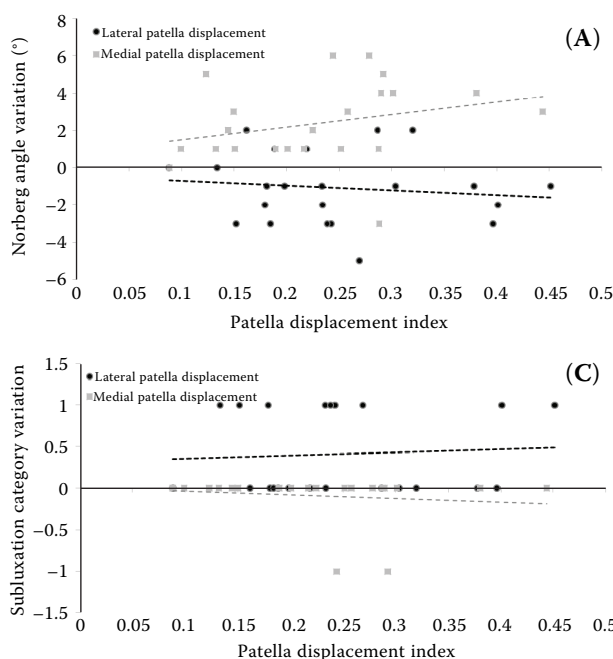 (A)
Lateral patella displacement
Medial patella displacement
Norberg angle variation (°)
8
6
4
2
0
−2
−4
−6
0 0.05 0.1 0.15 0.2 0.25 0.3 0.35 0.4 0.45 0.5
Patella displacement index
(C)
Lateral patella displacement
Medial patella displacement
Subluxation category variation
1.5
1
0.5
0
−0.5
−1
−1.5
0 0.05 0.1 0.15 0.2 0.25 0.3 0.35 0.4 0.45 0.5
Patella displacement index